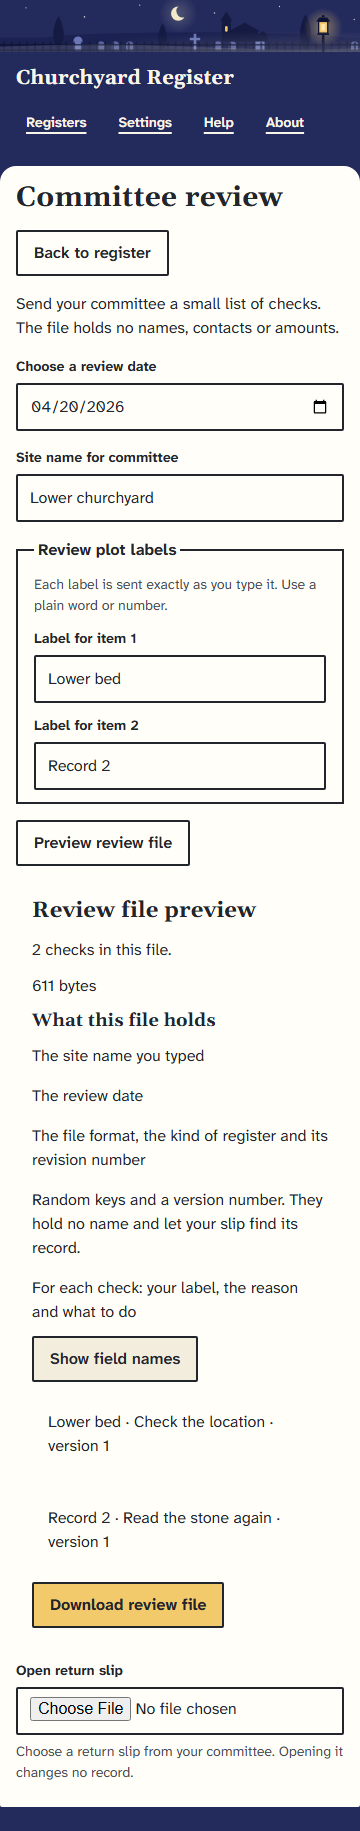 Churchyard Register
Registers Settings Help About
Committee review
Back to register
Send your committee a small list of checks.
The file holds no names, contacts or amounts.
Choose a review date
04/20/2026
Site name for committee
Lower churchyard
Review plot labels
Each label is sent exactly as you type it. Use a
plain word or number.
Label for item 1
Lower bed
Label for item 2
Record 2
Preview review file
Review file preview
2 checks in this file.
611 bytes
What this file holds
The site name you typed
The review date
The file format, the kind of register and its
revision number
Random keys and a version number. They
hold no name and let your slip find its
record.
For each check: your label, the reason
and what to do
Show field names
Lower bed · Check the location ·
version 1
Record 2 · Read the stone again ·
version 1
Download review file
Open return slip
Choose File No file chosen
Choose a return slip from your committee. Opening it
changes no record.